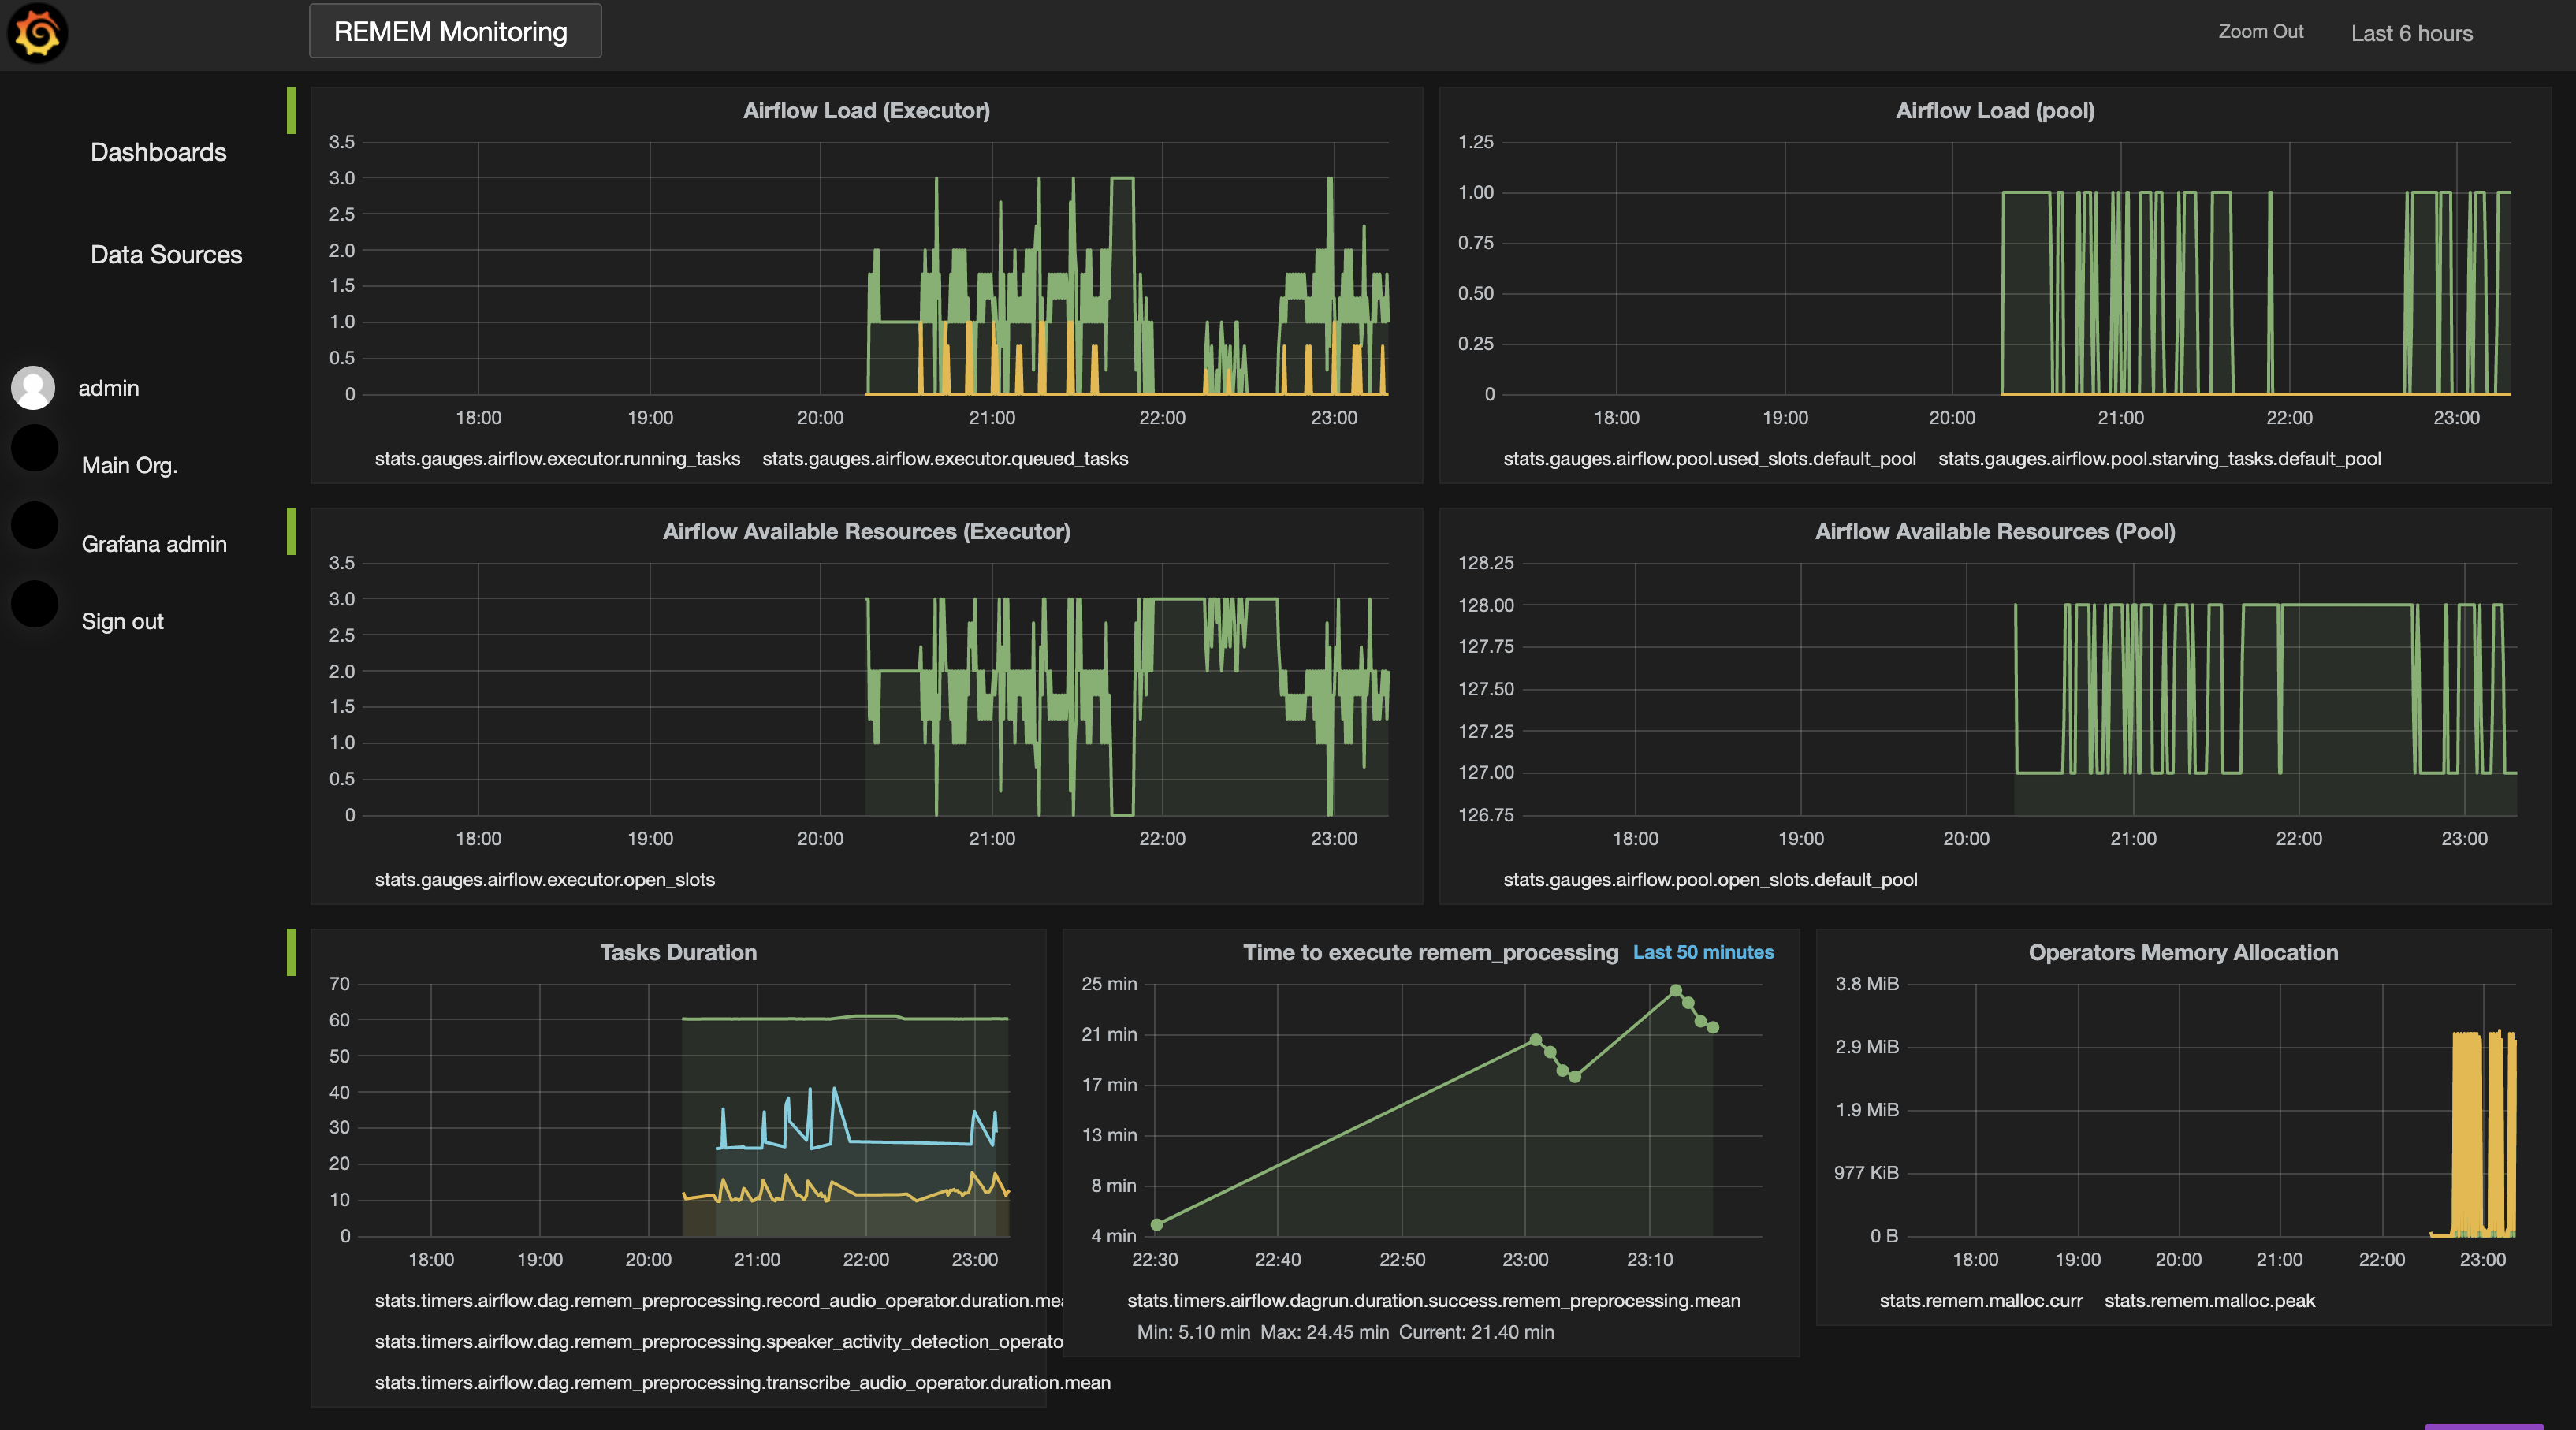 REMEM Monitoring
Zoom Out
Last 6 hours
Dashboards
Data Sources
admin
Main Org.
Grafana admin
Sign out
Airflow Load (Executor)
3.5
3.0
2.5
2.0
1.5
1.0
0.5
0
18:00 19:00 20:00 21:00 22:00 23:00
stats.gauges.airflow.executor.running_tasks stats.gauges.airflow.executor.queued_tasks
Airflow Load (pool)
1.25
1.00
0.75
0.50
0.25
0
18:00 19:00 20:00 21:00 22:00 23:00
stats.gauges.airflow.pool.used_slots.default_pool stats.gauges.airflow.pool.starving_tasks.default_pool
Airflow Available Resources (Executor)
3.5
3.0
2.5
2.0
1.5
1.0
0.5
0
18:00 19:00 20:00 21:00 22:00 23:00
stats.gauges.airflow.executor.open_slots
Airflow Available Resources (Pool)
128.25
128.00
127.75
127.50
127.25
127.00
126.75
18:00 19:00 20:00 21:00 22:00 23:00
stats.gauges.airflow.pool.open_slots.default_pool
Tasks Duration
70
60
50
40
30
20
10
0
18:00 19:00 20:00 21:00 22:00 23:00
stats.timers.airflow.dag.remem_preprocessing.record_audio_operator.duration.mea
stats.timers.airflow.dag.remem_preprocessing.speaker_activity_detection_operato
stats.timers.airflow.dag.remem_preprocessing.transcribe_audio_operator.duration.mean
Time to execute remem_processing Last 50 minutes
25 min
21 min
17 min
13 min
8 min
4 min
22:30 22:40 22:50 23:00 23:10
stats.timers.airflow.dagrun.duration.success.remem_preprocessing.mean
Min: 5.10 min Max: 24.45 min Current: 21.40 min
Operators Memory Allocation
3.8 MiB
2.9 MiB
1.9 MiB
977 KiB
0 B
18:00 19:00 20:00 21:00 22:00 23:00
stats.remem.malloc.curr stats.remem.malloc.peak